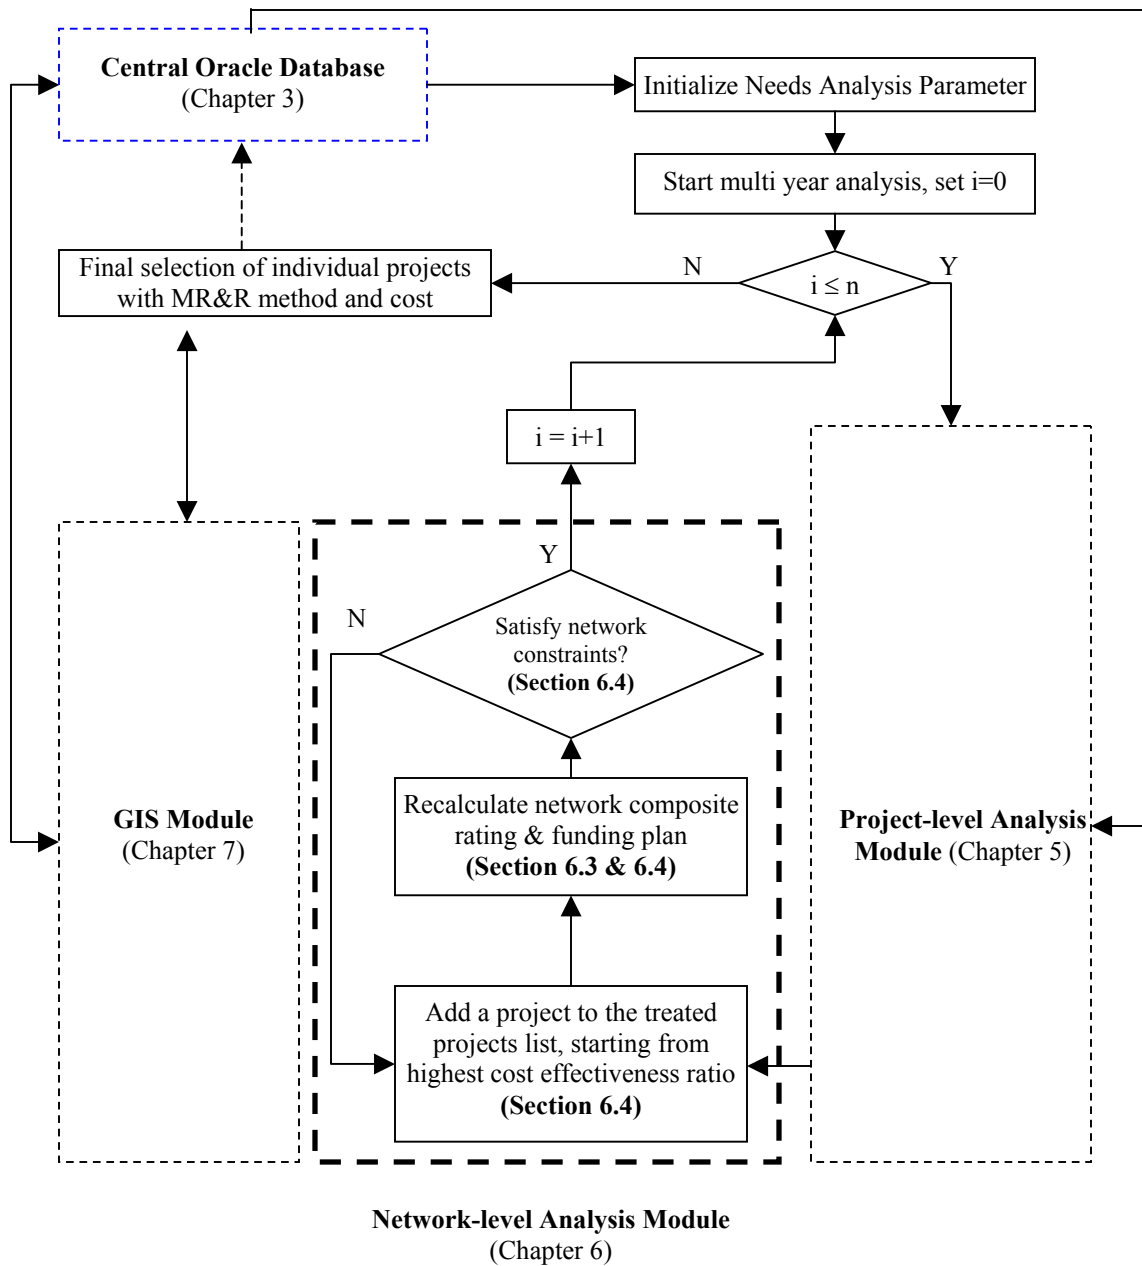 Central Oracle Database
(Chapter 3)
Initialize Needs Analysis Parameter
Start multi year analysis, set i=0
Final selection of individual projects
with MR&R method and cost
N
Y
i ≤ n
i = i+1
Y
N
Satisfy network
constraints?
(Section 6.4)
Recalculate network composite
rating & funding plan
(Section 6.3 & 6.4)
GIS Module
(Chapter 7)
Project-level Analysis
Module (Chapter 5)
Add a project to the treated
projects list, starting from
highest cost effectiveness ratio
(Section 6.4)
Network-level Analysis Module
(Chapter 6)